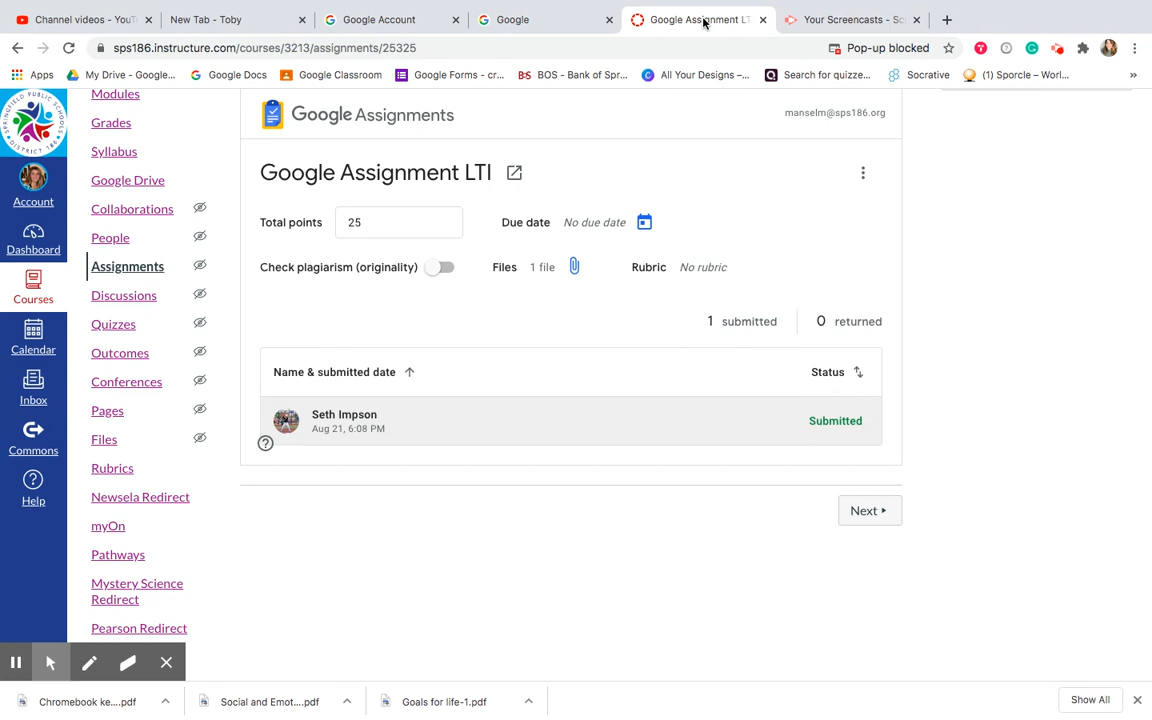 Channel videos - YouT
New Tab - Toby
Google Account
Google
Google Assignment LT
Your Screencasts - Sc
sps186.instructure.com/courses/3213/assignments/25325
Pop-up blocked
Apps
My Drive - Google...
Google Docs
Google Classroom
Google Forms - cr...
B:S BOS - Bank of Spr...
All Your Designs –...
Search for quizze...
Socrative
(1) Sporcle – Worl...
»
SPRINGFIELD PUBLIC SCHOOLS
DISTRICT 186
Account
Dashboard
Courses
Calendar
Inbox
Commons
Help
Modules
Grades
Syllabus
Google Drive
Collaborations
People
Assignments
Discussions
Quizzes
Outcomes
Conferences
Pages
Files
Rubrics
Newsela Redirect
myOn
Pathways
Mystery Science
Redirect
Pearson Redirect
Google Assignments
manselm@sps186.org
Google Assignment LTI
Total points 25 Due date No due date
Check plagiarism (originality) Files 1 file Rubric No rubric
1 submitted 0 returned
Name & submitted date Status
Seth Impson
Aug 21, 6:08 PM
Submitted
Next
Chromebook ke....pdf
Social and Emot....pdf
Goals for life-1.pdf
Show All